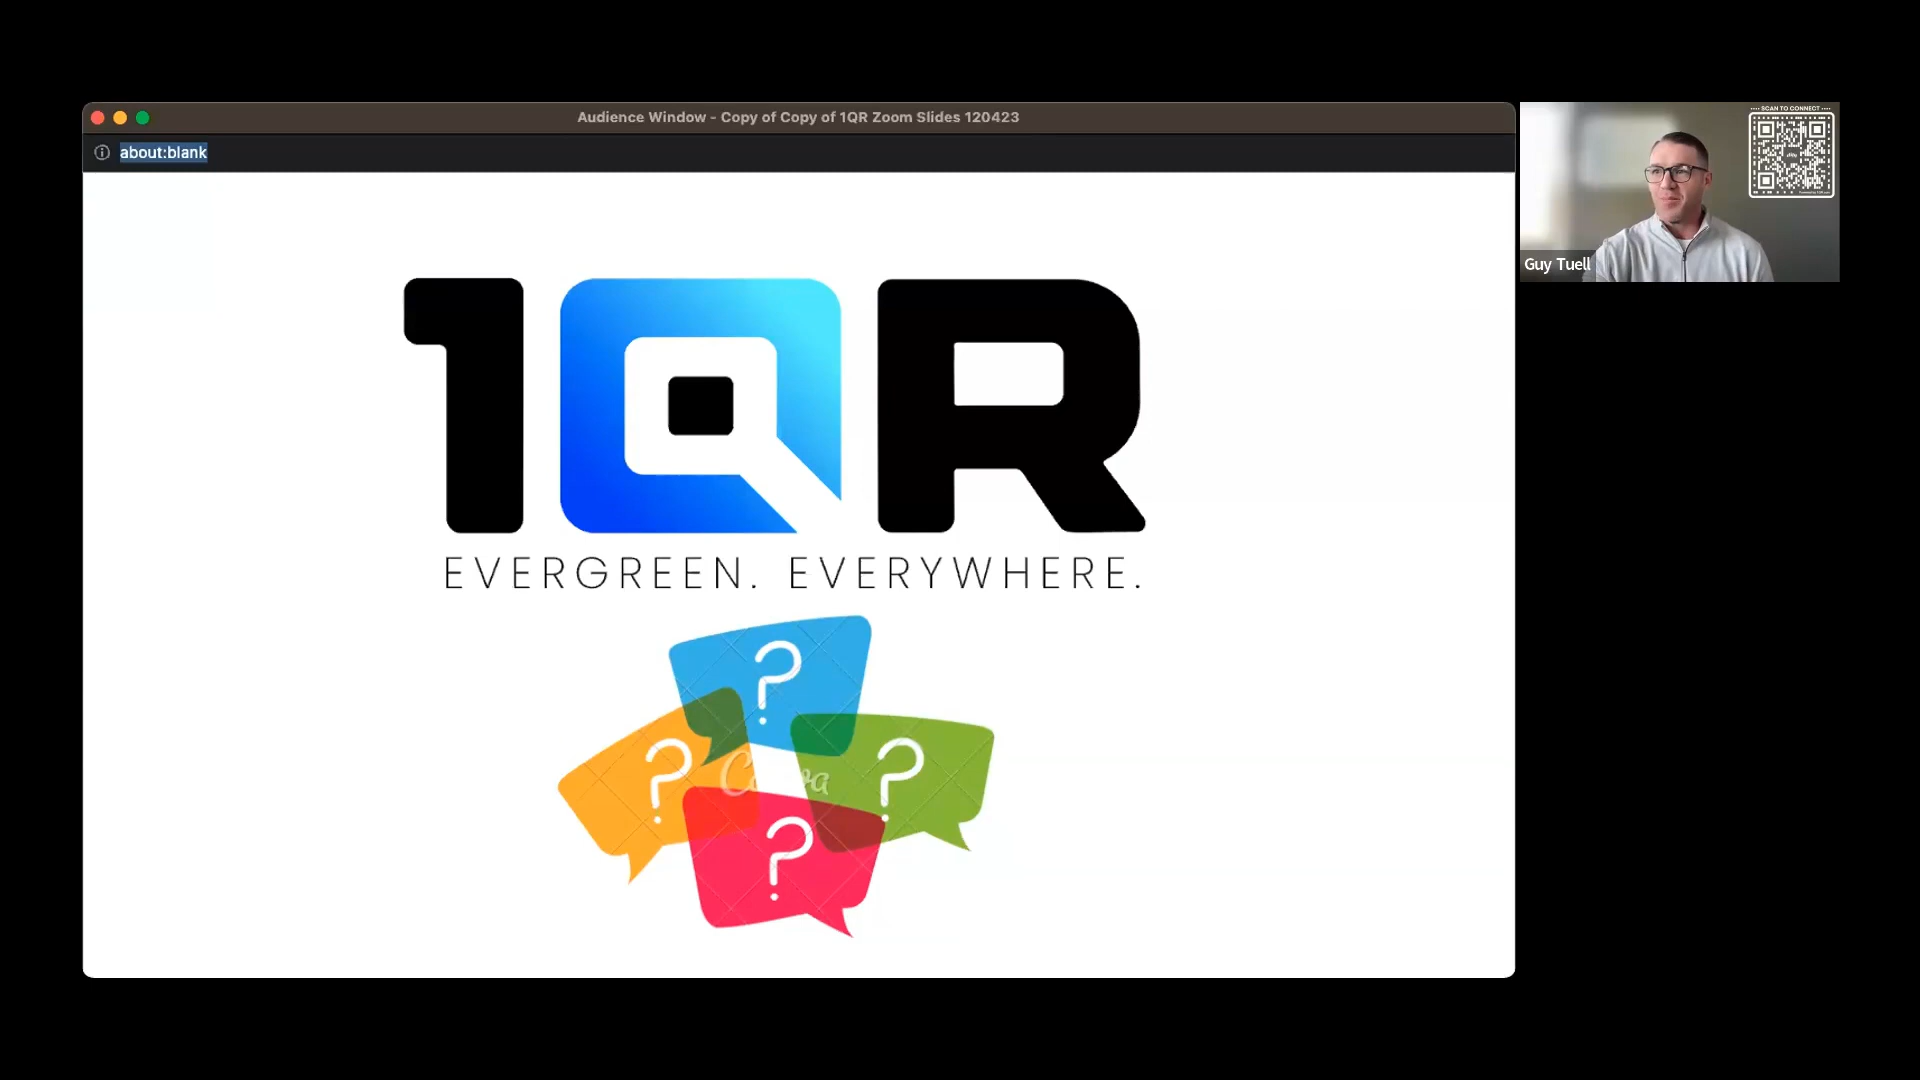 Audience Window - Copy of Copy of 1QR Zoom Slides 120423
about:blank
SCAN TO CONNECT
Guy Tuell
1QR
EVERGREEN. EVERYWHERE.
?
? ?
?